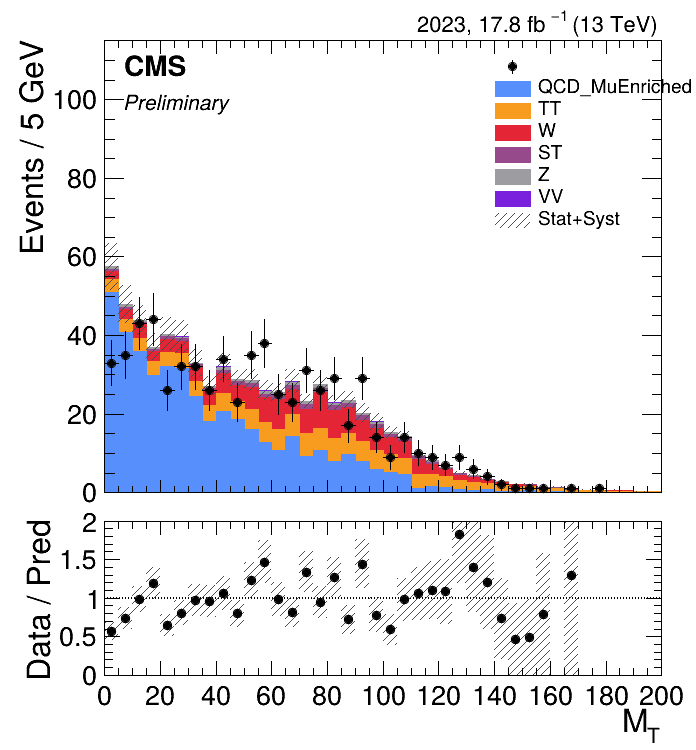 2023, 17.8 fb⁻¹ (13 TeV)
CMS
Preliminary
QCD_MuEnriched
TT
W
ST
Z
VV
Stat+Syst
Events / 5 GeV
100
80
60
40
20
0
Data / Pred
2
1.5
1
0.5
0
0 20 40 60 80 100 120 140 160 180 200
M_T